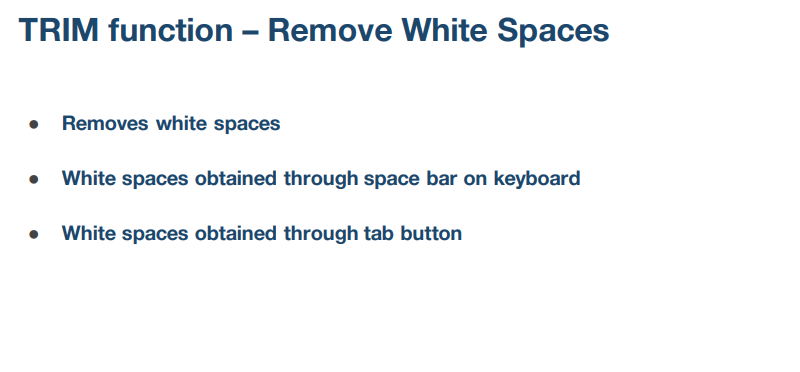 TRIM function – Remove White Spaces
● Removes white spaces
● White spaces obtained through space bar on keyboard
● White spaces obtained through tab button